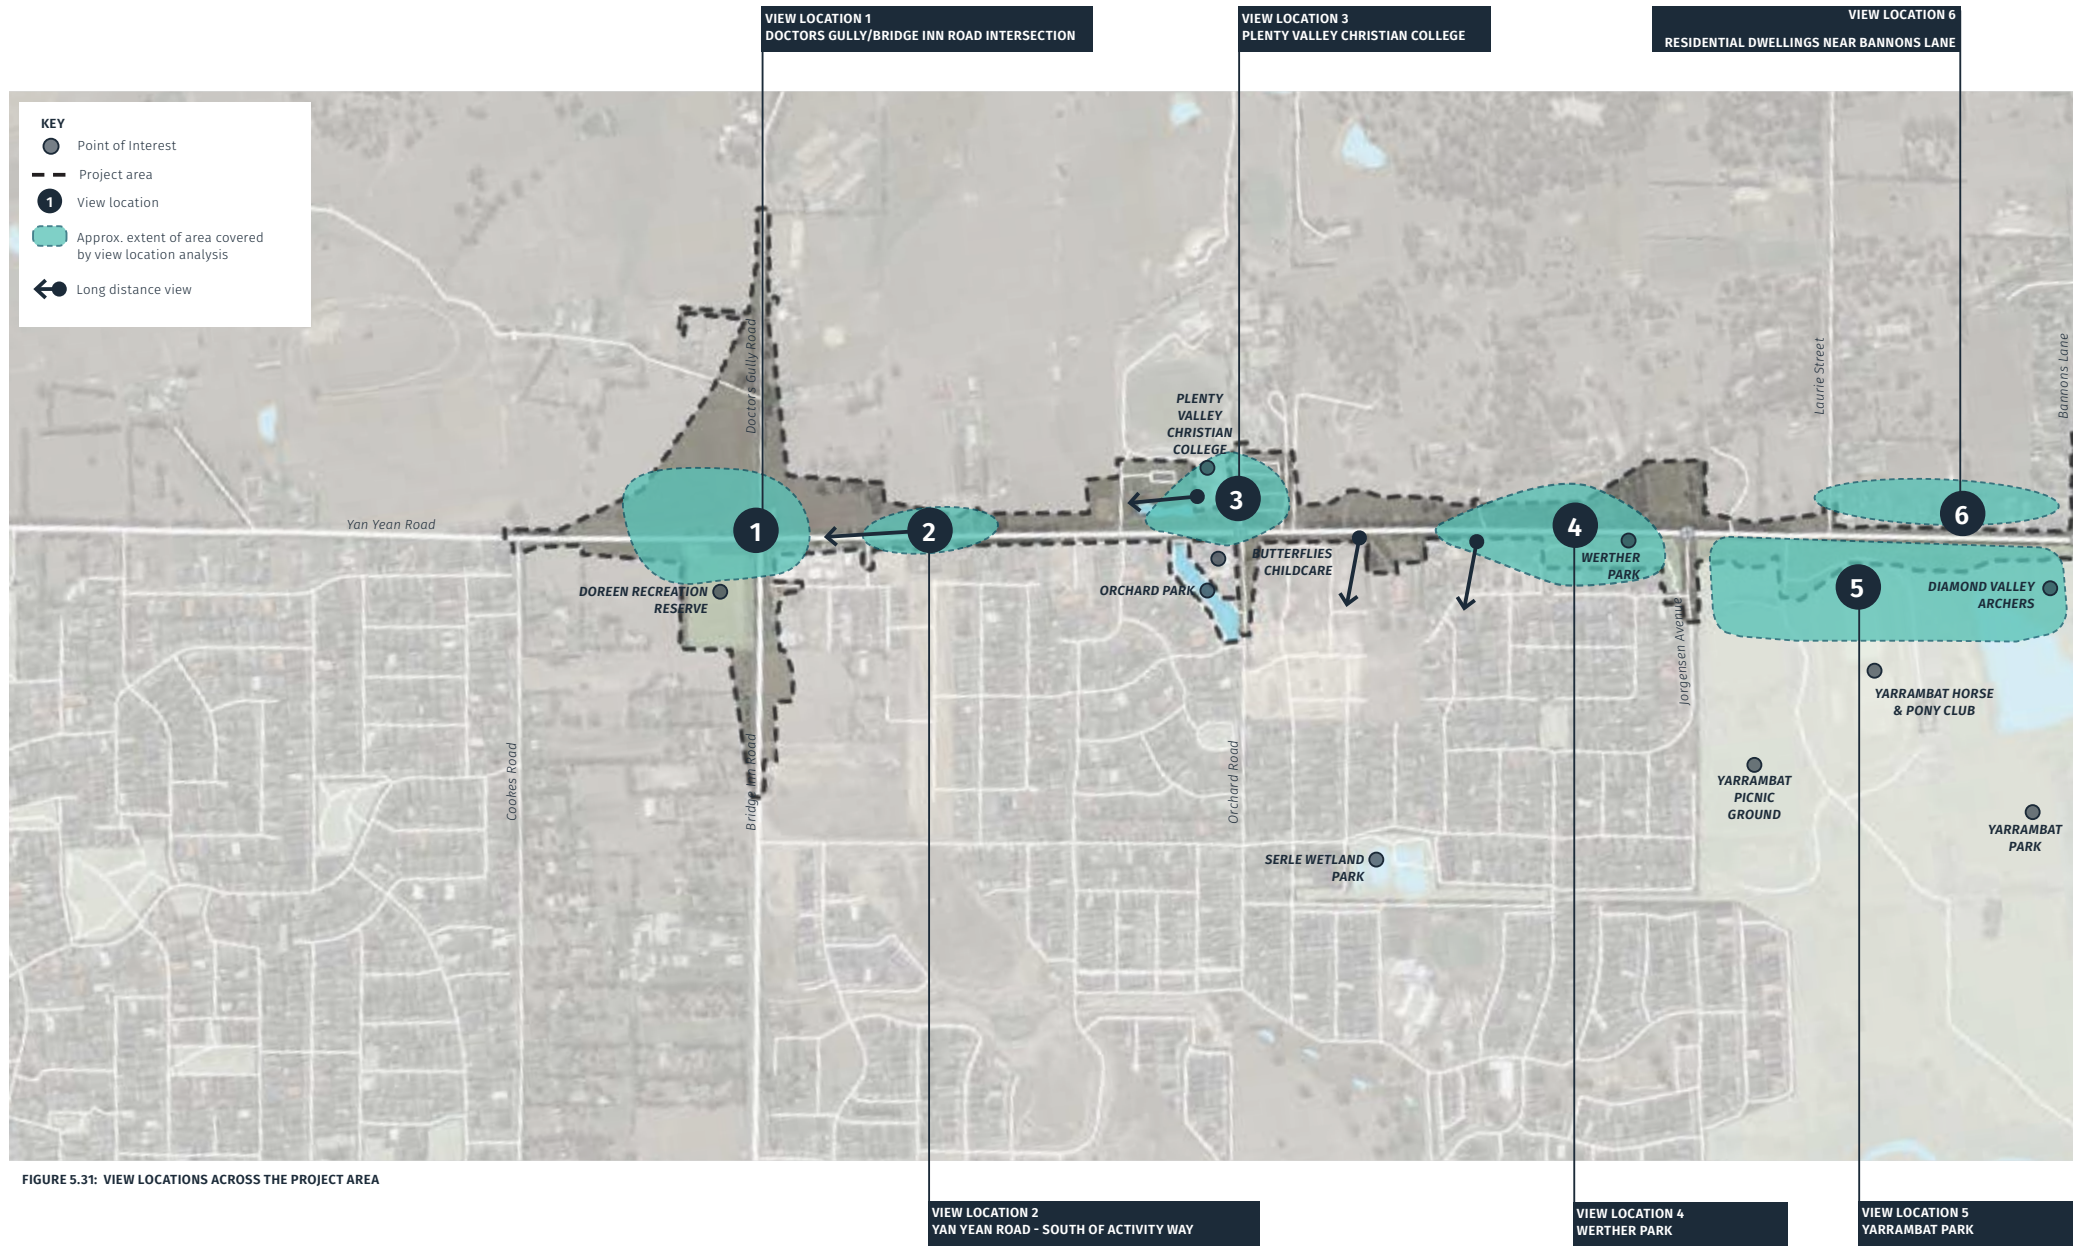 VIEW LOCATION 1
DOCTORS GULLY/BRIDGE INN ROAD INTERSECTION
VIEW LOCATION 3
PLENTY VALLEY CHRISTIAN COLLEGE
VIEW LOCATION 6
RESIDENTIAL DWELLINGS NEAR BANNONS LANE
KEY
Point of Interest
Project area
1
View location
Approx. extent of area covered
by view location analysis
Long distance view
Doctors Gully Road
Laurie Street
Bannons Lane
PLENTY
VALLEY
CHRISTIAN
COLLEGE
Yan Yean Road
1
2
3
4
6
5
BUTTERFLIES
CHILDCARE
WERTHER
PARK
DOREEN RECREATION
RESERVE
ORCHARD PARK
DIAMOND VALLEY
ARCHERS
Jorgensen Avenue
YARRAMBAT HORSE
& PONY CLUB
Cookes Road
Bridge Inn Road
Orchard Road
YARRAMBAT
PICNIC
GROUND
YARRAMBAT
PARK
SERLE WETLAND
PARK
FIGURE 5.31: VIEW LOCATIONS ACROSS THE PROJECT AREA
VIEW LOCATION 2
YAN YEAN ROAD - SOUTH OF ACTIVITY WAY
VIEW LOCATION 4
WERTHER PARK
VIEW LOCATION 5
YARRAMBAT PARK